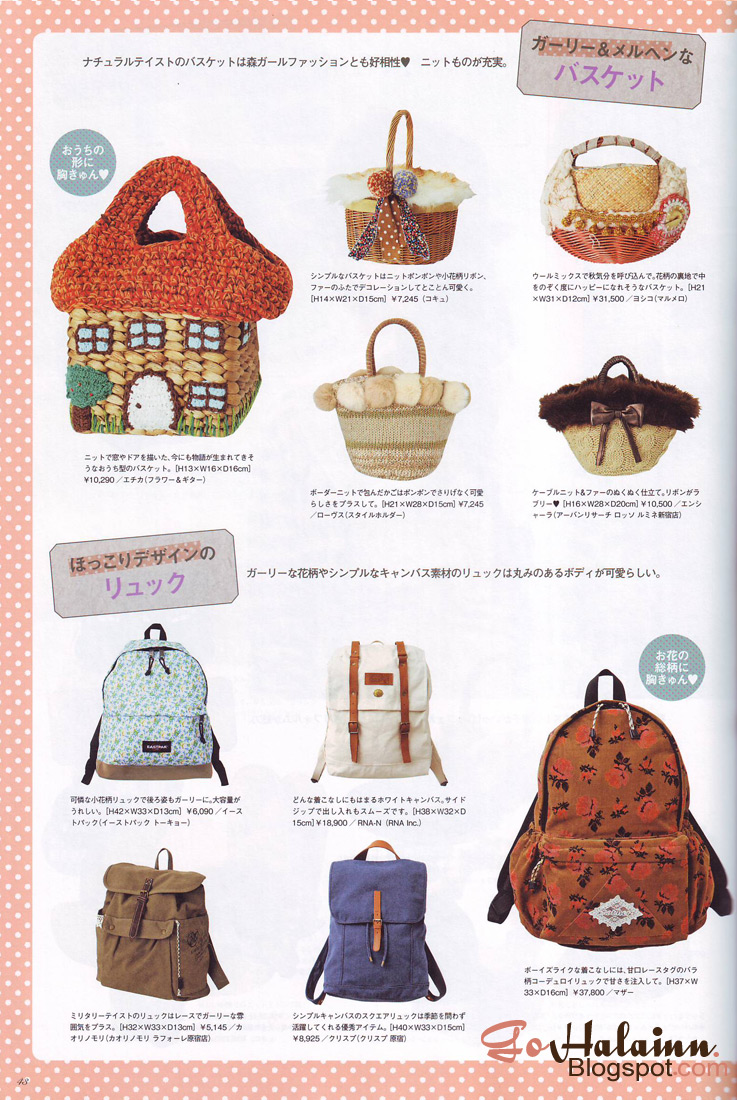 ナチュラルテイストのバスケットは森ガールファッションとも好相性♥　ニットものが充実。
ガーリー＆メルヘンな
バスケット
おうちの
形に
胸きゅん♥
シンプルなバスケットはニットポンポンや小花柄リボン、
ファーのふたでデコレーションしてとことん可愛く。
[H14×W21×D15cm] ¥7,245（コキュ）
ウールミックスで秋気分を呼び込んで。花柄の裏地で中
をのぞく度にハッピーになれそうなバスケット。[H21
×W31×D12cm] ¥31,500／ヨシコ（マルメロ）
ニットで窓やドアを描いた、今にも物語が生まれてきそ
うなおうち型のバスケット。[H13×W16×D16cm]
¥10,290／エチカ（フラワー＆ギター）
ボーダーニットで包んだかごはポンポンでさりげなく可愛
らしさをプラスして。[H21×W28×D15cm] ¥7,245
／ローヴス（スタイルホルダー）
ケーブルニット＆ファーのぬくぬく仕立て。リボンがラ
ブリー♥ [H16×W28×D20cm] ¥10,500／エンシ
ャーラ（アーバンリサーチ ロッソ ルミネ新宿店）
ほっこりデザインの
リュック
ガーリーな花柄やシンプルなキャンバス素材のリュックは丸みのあるボディが可愛らしい。
お花の
総柄に
胸きゅん♥
EASTPAK
可憐な小花柄リュックで後ろ姿もガーリーに。大容量が
うれしい。[H42×W33×D13cm] ¥6,090／イース
トパック（イーストパック トーキョー）
どんな着こなしにもはまるホワイトキャンバス。サイド
ジップで出し入れもスムーズです。[H38×W32×D
15cm] ¥18,900／RNA-N（RNA Inc.）
ボーイズライクな着こなしには、甘口レースタグのバラ
柄コーデュロイリュックで甘さを注入して。[H37×W
33×D16cm] ¥37,800／マザー
ミリタリーテイストのリュックはレースでガーリーな雰
囲気をプラス。[H32×W33×D13cm] ¥5,145／カ
オリノモリ（カオリノモリ ラフォーレ原宿店）
シンプルキャンバスのスクエアリュックは季節を問わず
活躍してくれる優秀アイテム。[H40×W33×D15cm]
¥8,925／クリスプ（クリスプ 原宿）
43
Go Halainn.
Blogspot.com